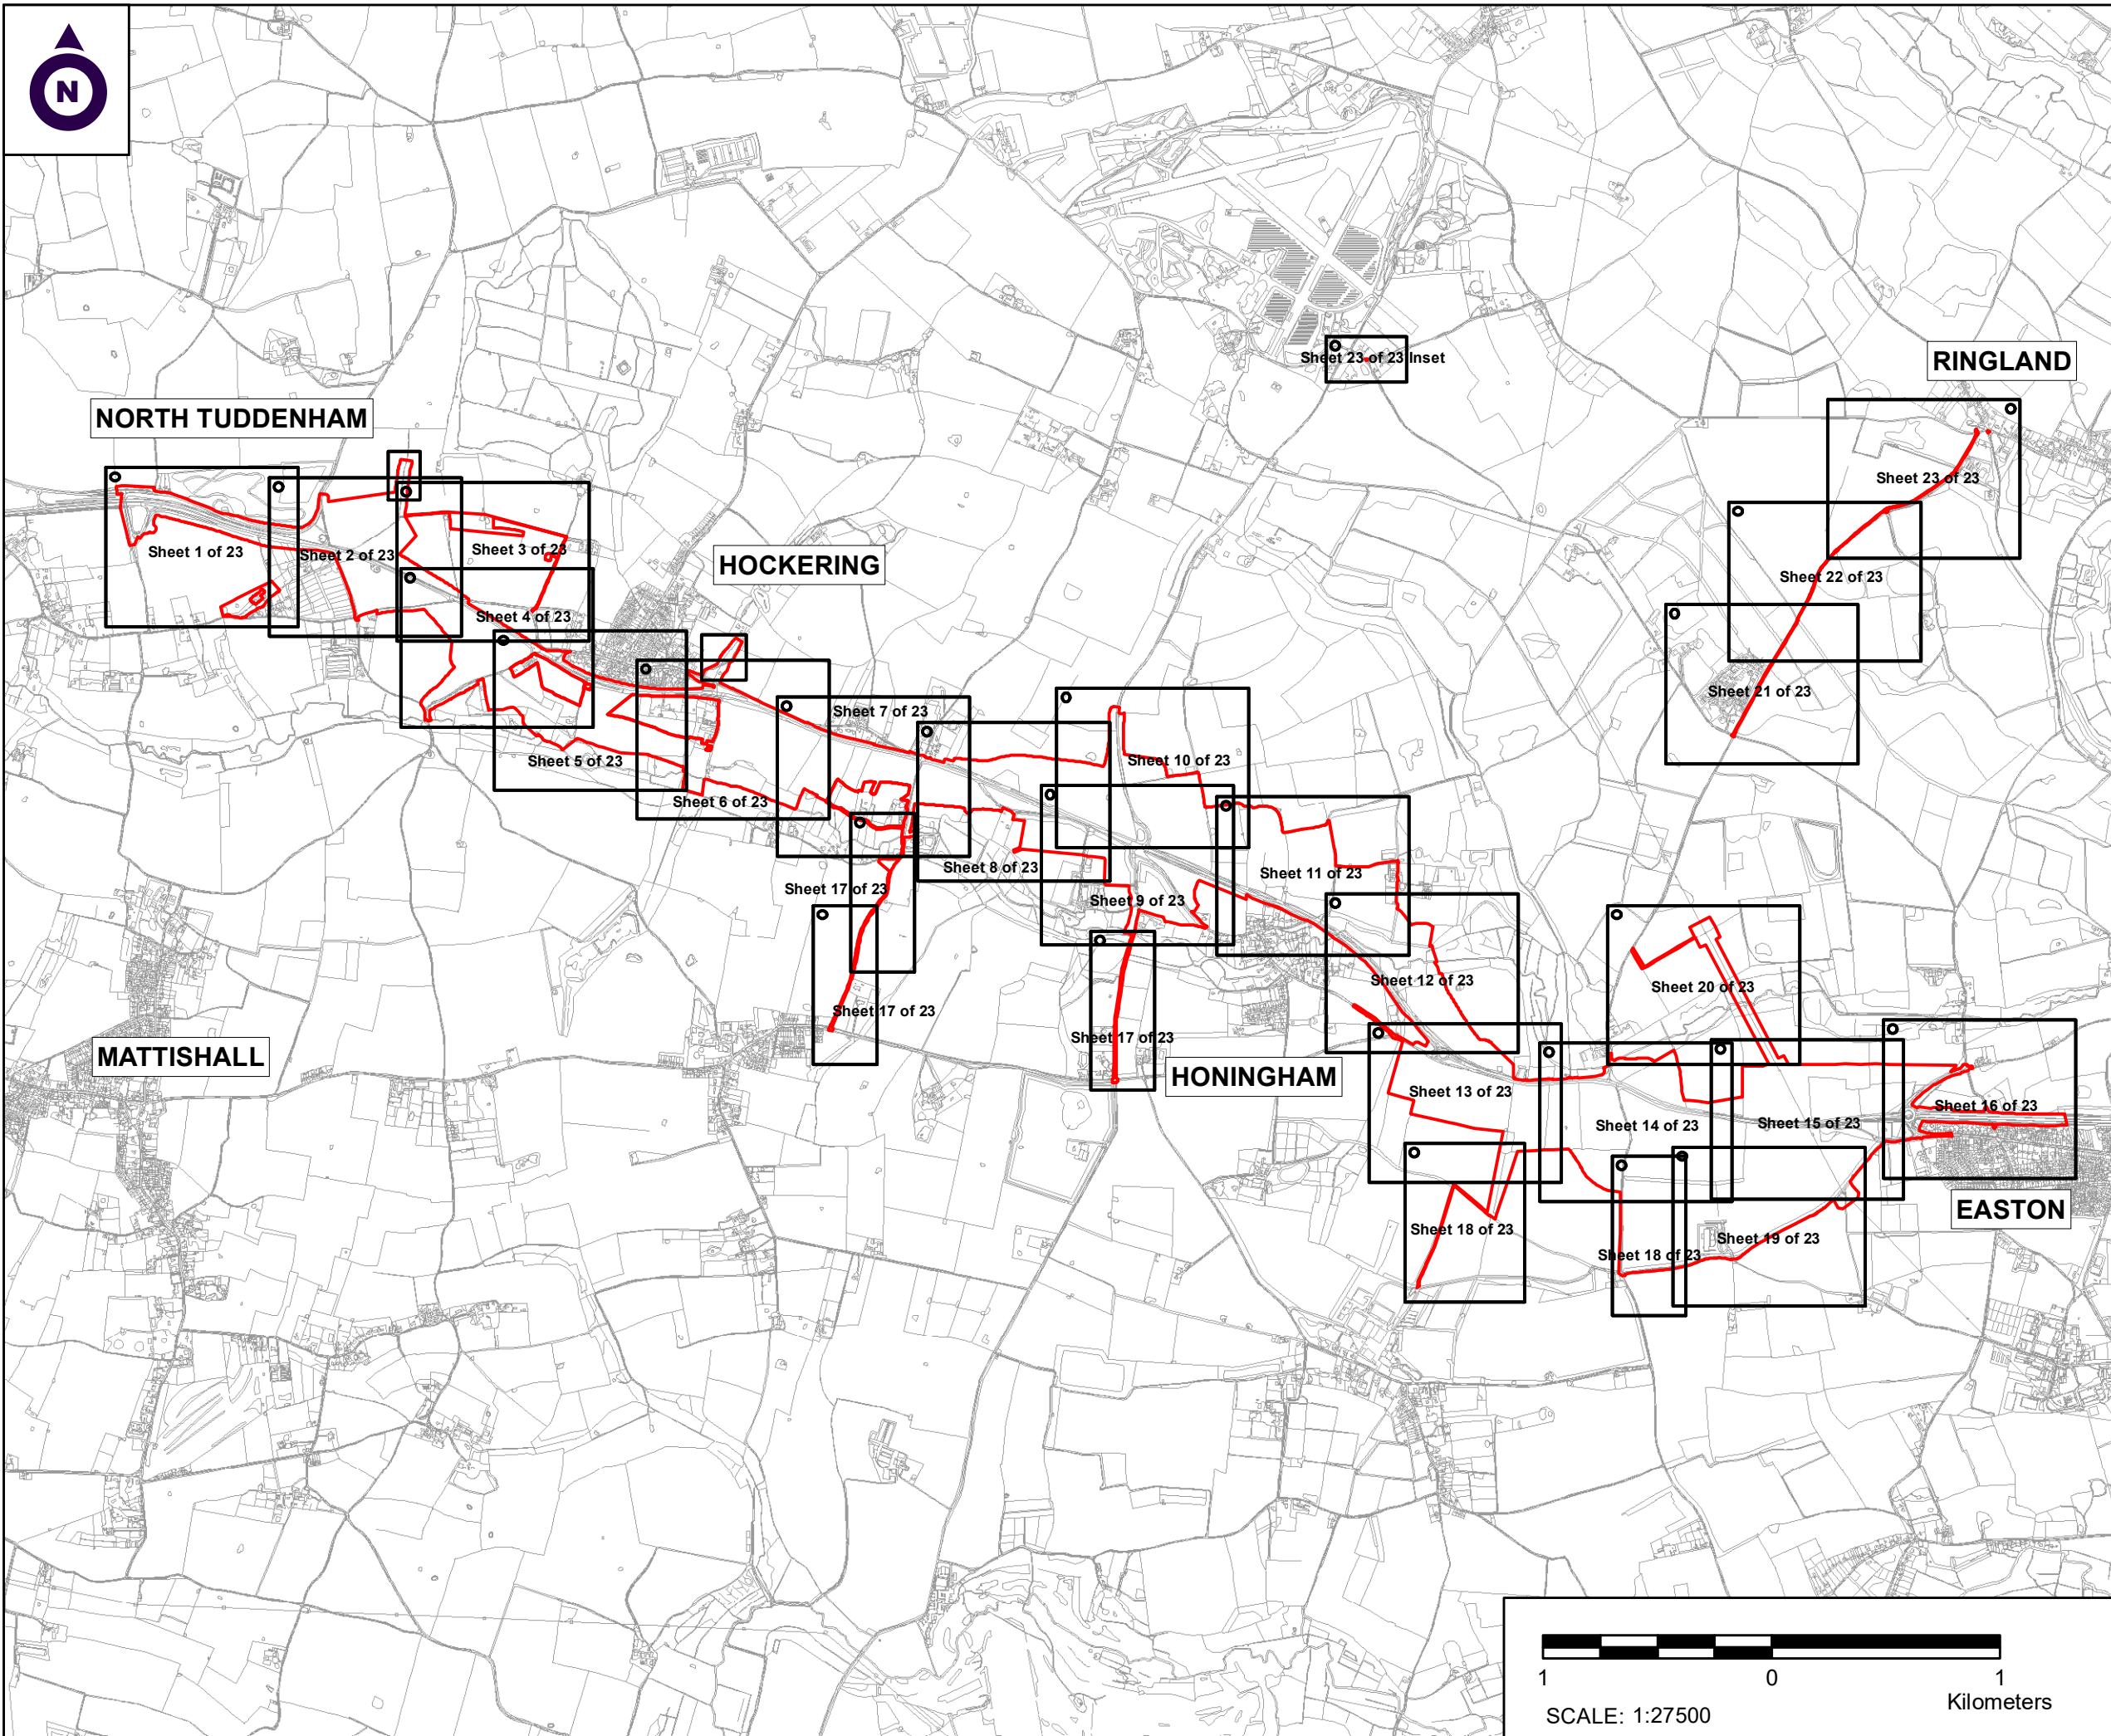 N
Sheet 23 of 23 Inset
RINGLAND
NORTH TUDDENHAM
Sheet 23 of 23
Sheet 1 of 23
Sheet 2 of 23
Sheet 3 of 23
HOCKERING
Sheet 22 of 23
Sheet 4 of 23
Sheet 21 of 23
Sheet 7 of 23
Sheet 5 of 23
Sheet 10 of 23
Sheet 6 of 23
Sheet 8 of 23
Sheet 11 of 23
Sheet 17 of 23
Sheet 9 of 23
Sheet 12 of 23
Sheet 20 of 23
Sheet 17 of 23
Sheet 17 of 23
MATTISHALL
HONINGHAM
Sheet 13 of 23
Sheet 16 of 23
Sheet 14 of 23
Sheet 15 of 23
EASTON
Sheet 18 of 23
Sheet 19 of 23
Sheet 18 of 23
1 0 1
Kilometers
SCALE: 1:27500